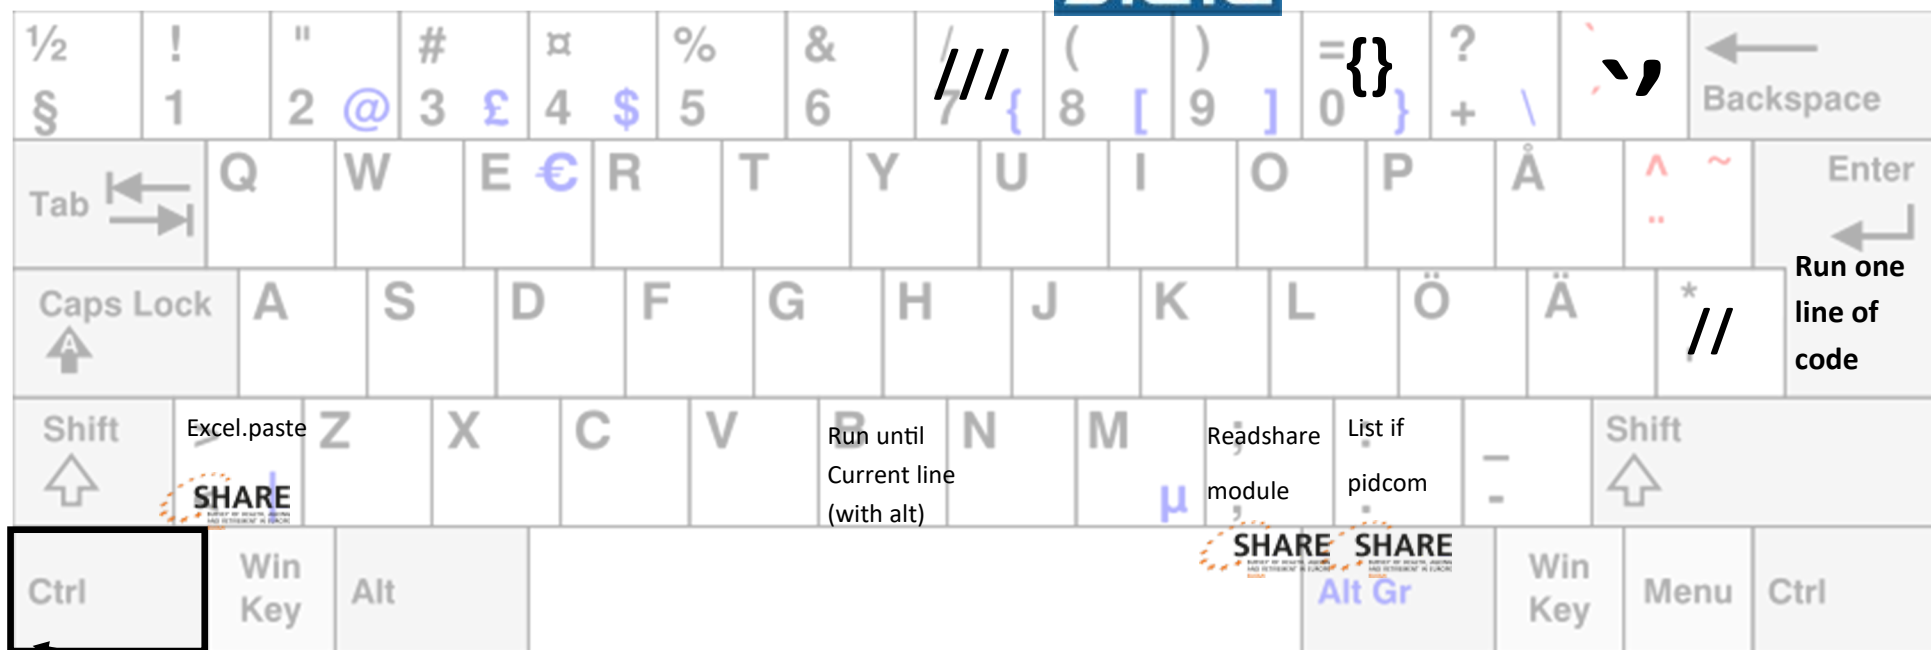 ½ ! " # ¤ % & / ( ) = ? `
/// {} `,
§ 1 2 @ 3 £ 4 $ 5 6 7 { 8 [ 9 ] 0 } + \ ´ Backspace
Tab Q W E € R T Y U I O P Å ^ ~ ¨ Enter
Run one
line of
code
Caps Lock A S D F G H J K L Ö Ä *
//
Shift > Z X C V B N M µ ; : _ - Shift
Excel.paste
|
SHARE
Run until
Current line
(with alt)
Readshare
module
,
SHARE
List if
pidcom
.
SHARE
Ctrl Win Key Alt Alt Gr Win Key Menu Ctrl